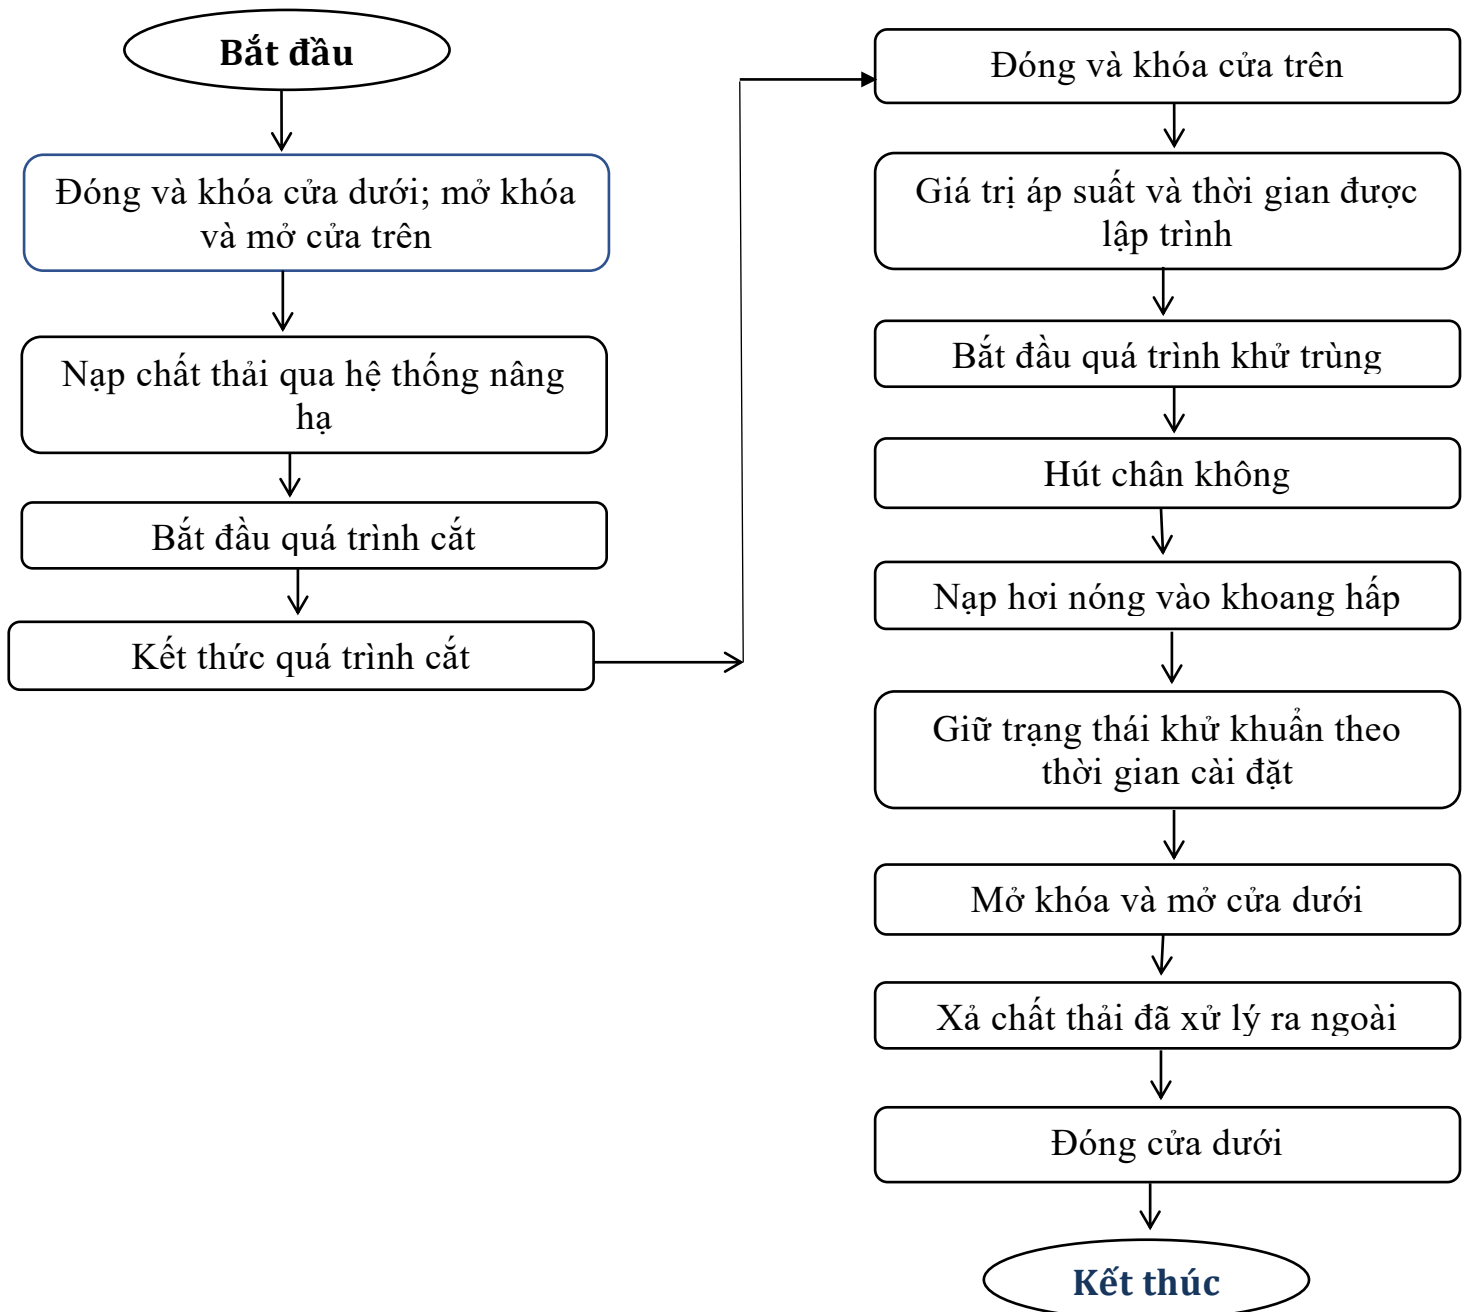 Bắt đầu
Đóng và khóa cửa dưới; mở khóa
và mở cửa trên
Nạp chất thải qua hệ thống nâng
hạ
Bắt đầu quá trình cắt
Kết thức quá trình cắt
Đóng và khóa cửa trên
Giá trị áp suất và thời gian được
lập trình
Bắt đầu quá trình khử trùng
Hút chân không
Nạp hơi nóng vào khoang hấp
Giữ trạng thái khử khuẩn theo
thời gian cài đặt
Mở khóa và mở cửa dưới
Xả chất thải đã xử lý ra ngoài
Đóng cửa dưới
Kết thúc